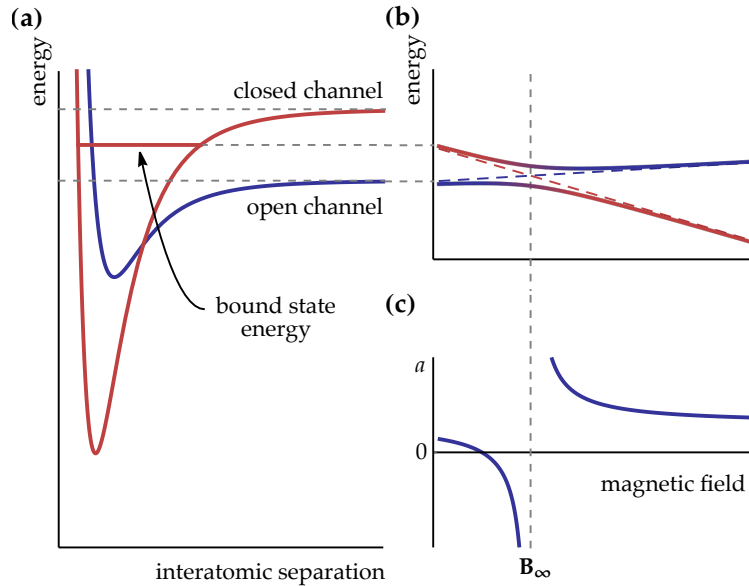 (a)
energy
closed channel
open channel
bound state
energy
interatomic separation
(b)
energy
(c)
a
0
magnetic field
B∞